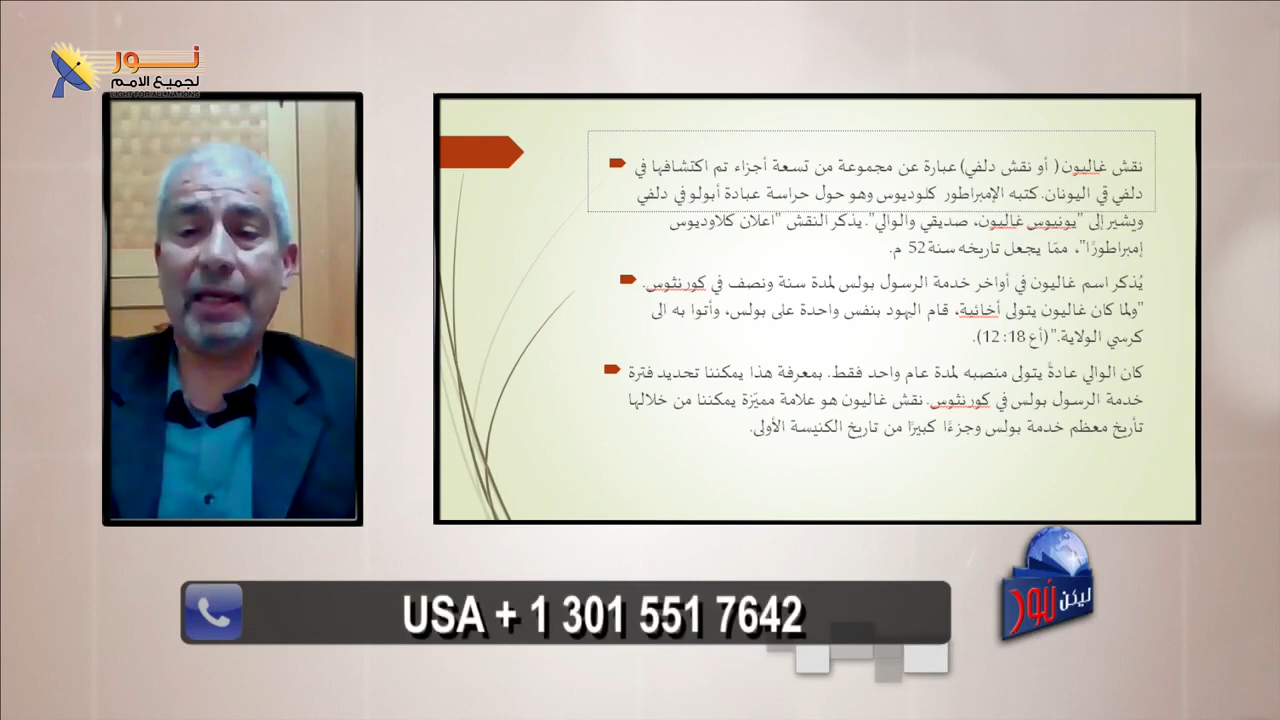 نور
لجميع الامم
LIGHT FOR ALL NATIONS
نقش غاليون( أو نقش دلفي) عبارة عن مجموعة من تسعة أجزاء تم اكتشافها في
دلفي في اليونان. كتبه الإمبراطور كلوديوس وهو حول حراسة عبادة أبولو في دلفي
ويشير إلى "يونيوس غاليون، صديقي والوالي". يذكر النقش "اعلان كلاوديوس
إمبراطورًا"، ممّا يجعل تاريخه سنة 52 م.
يُذكر اسم غاليون في أواخر خدمة الرسول بولس لمدة سنة ونصف في كورنثوس.
"ولما كان غاليون يتولى أخائية، قام اليهود بنفس واحدة على بولس، وأتوا به الى
كرسي الولاية."(أع 18: 12).
كان الوالي عادةً يتولى منصبه لمدة عام واحد فقط. بمعرفة هذا يمكننا تحديد فترة
خدمة الرسول بولس في كورنثوس. نقش غاليون هو علامة مميّزة يمكننا من خلالها
تأريخ معظم خدمة بولس وجزءًا كبيرًا من تاريخ الكنيسة الأولى.
USA + 1 301 551 7642
ليكن نور